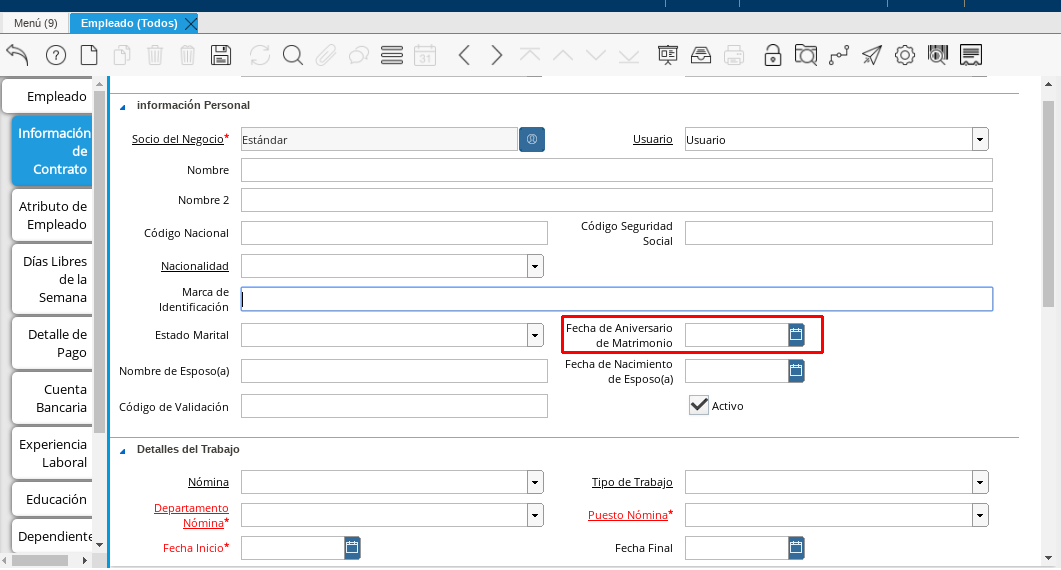 Menú (9)
Empleado (Todos)
31
Empleado
Información
de
Contrato
Atributo de
Empleado
Días Libres
de la
Semana
Detalle de
Pago
Cuenta
Bancaria
Experiencia
Laboral
Educación
Dependiente
información Personal
Socio del Negocio* Estándar Usuario Usuario
Nombre
Nombre 2
Código Nacional Código Seguridad
Social
Nacionalidad
Marca de
Identificación
Estado Marital Fecha de Aniversario
de Matrimonio
Nombre de Esposo(a) Fecha de Nacimiento
de Esposo(a)
Código de Validación Activo
Detalles del Trabajo
Nómina Tipo de Trabajo
Departamento
Nómina* Puesto Nómina*
Fecha Inicio* Fecha Final